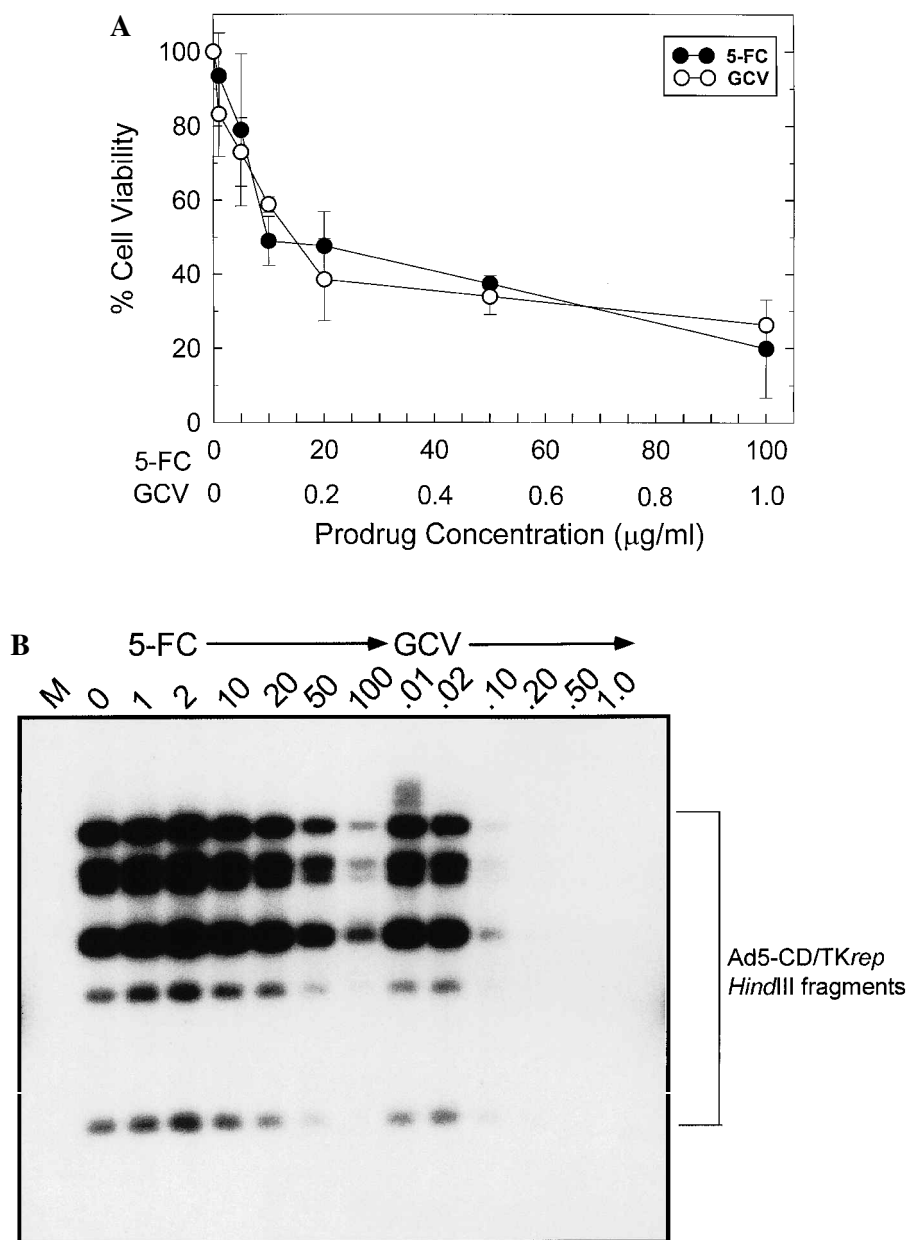 A
100
80
60
40
20
0
% Cell Viability
5-FC
GCV
0 20 40 60 80 100
5-FC
GCV 0 0.2 0.4 0.6 0.8 1.0
Prodrug Concentration (μg/ml)
B 5-FC GCV
M 0 1 2 10 20 50 100 .01 .02 .10 .20 .50 1.0
Ad5-CD/TKrep
HindIII fragments